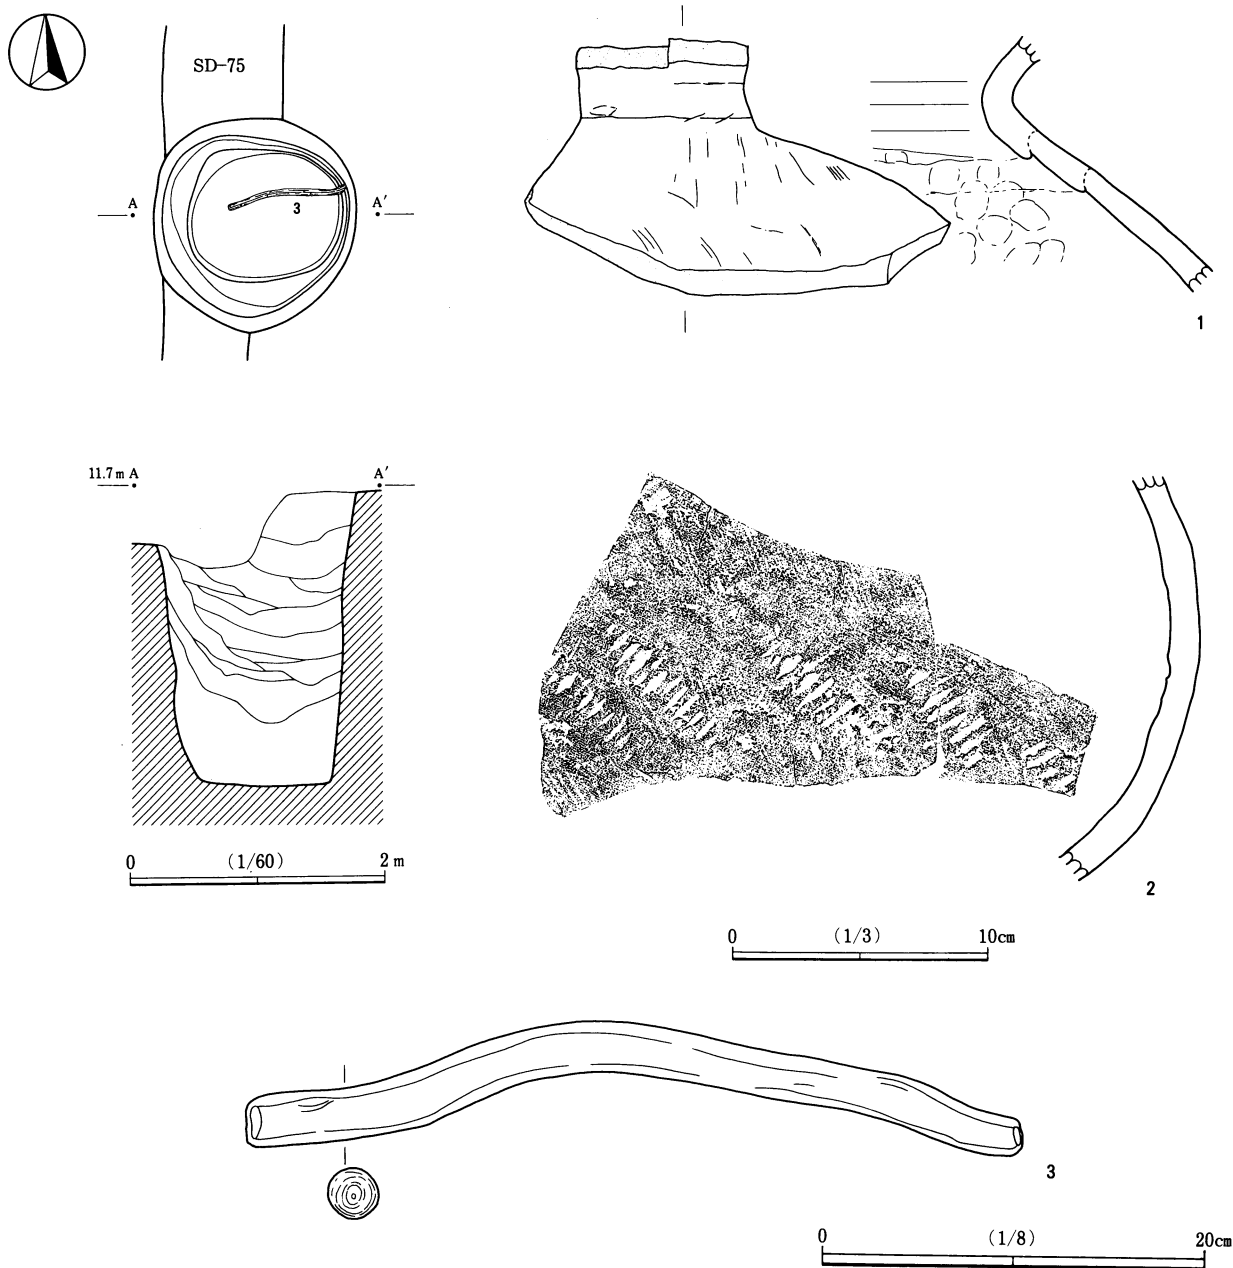 SD-75
A
3
A′
1
11.7 m A
A′
0 (1/60) 2 m
2
0 (1/3) 10cm
3
0 (1/8) 20cm